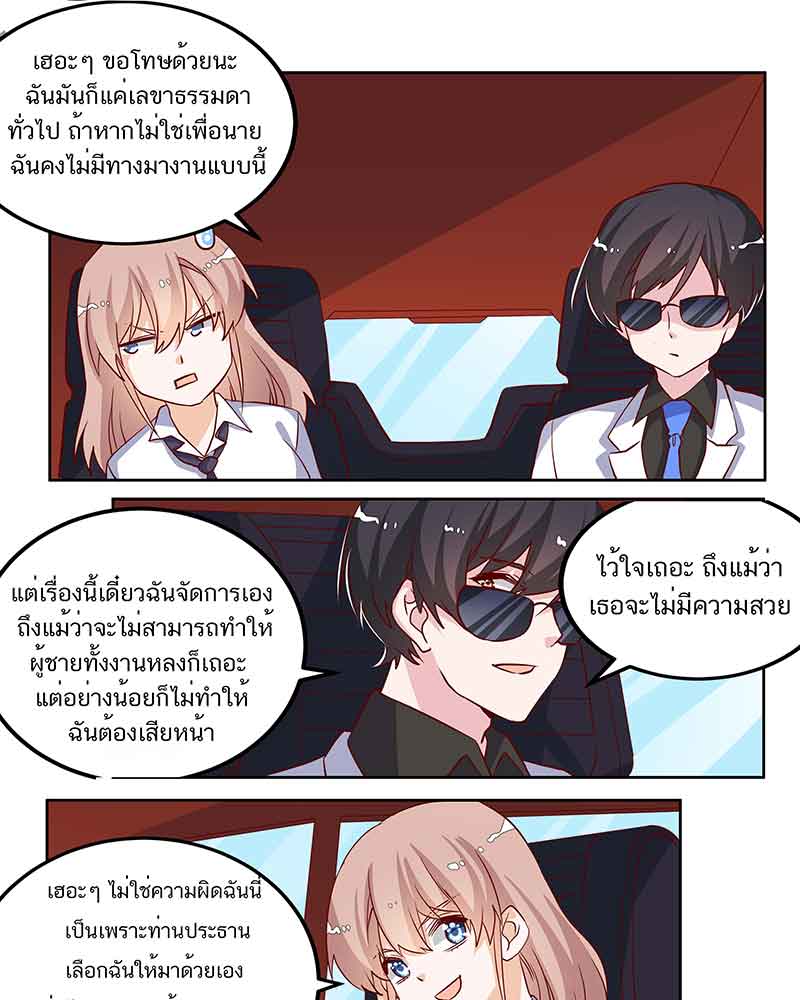 เฮอะๆ ขอโทษด้วยนะ
ฉันมันก็แค่เลขาธรรมดา
ทั่วไป ถ้าหากไม่ใช่เพื่อนาย
ฉันคงไม่มีทางมางานแบบนี้
ไว้ใจเถอะ ถึงแม้ว่า
เธอจะไม่มีความสวย
แต่เรื่องนี้เดี๋ยวฉันจัดการเอง
ถึงแม้ว่าจะไม่สามารถทำให้
ผู้ชายทั้งงานหลงก็เถอะ
แต่อย่างน้อยก็ไม่ทำให้
ฉันต้องเสียหน้า
เฮอะๆ ไม่ใช่ความผิดฉันนี่
เป็นเพราะท่านประธาน
เลือกฉันให้มาด้วยเอง